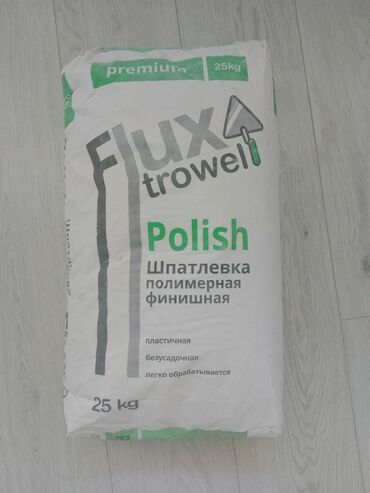 premium 25kg
Flux
trowel
Polish
Шпатлевка
полимерная
финишная
пластичная
безусадочная
легко обрабатывается
25 kg